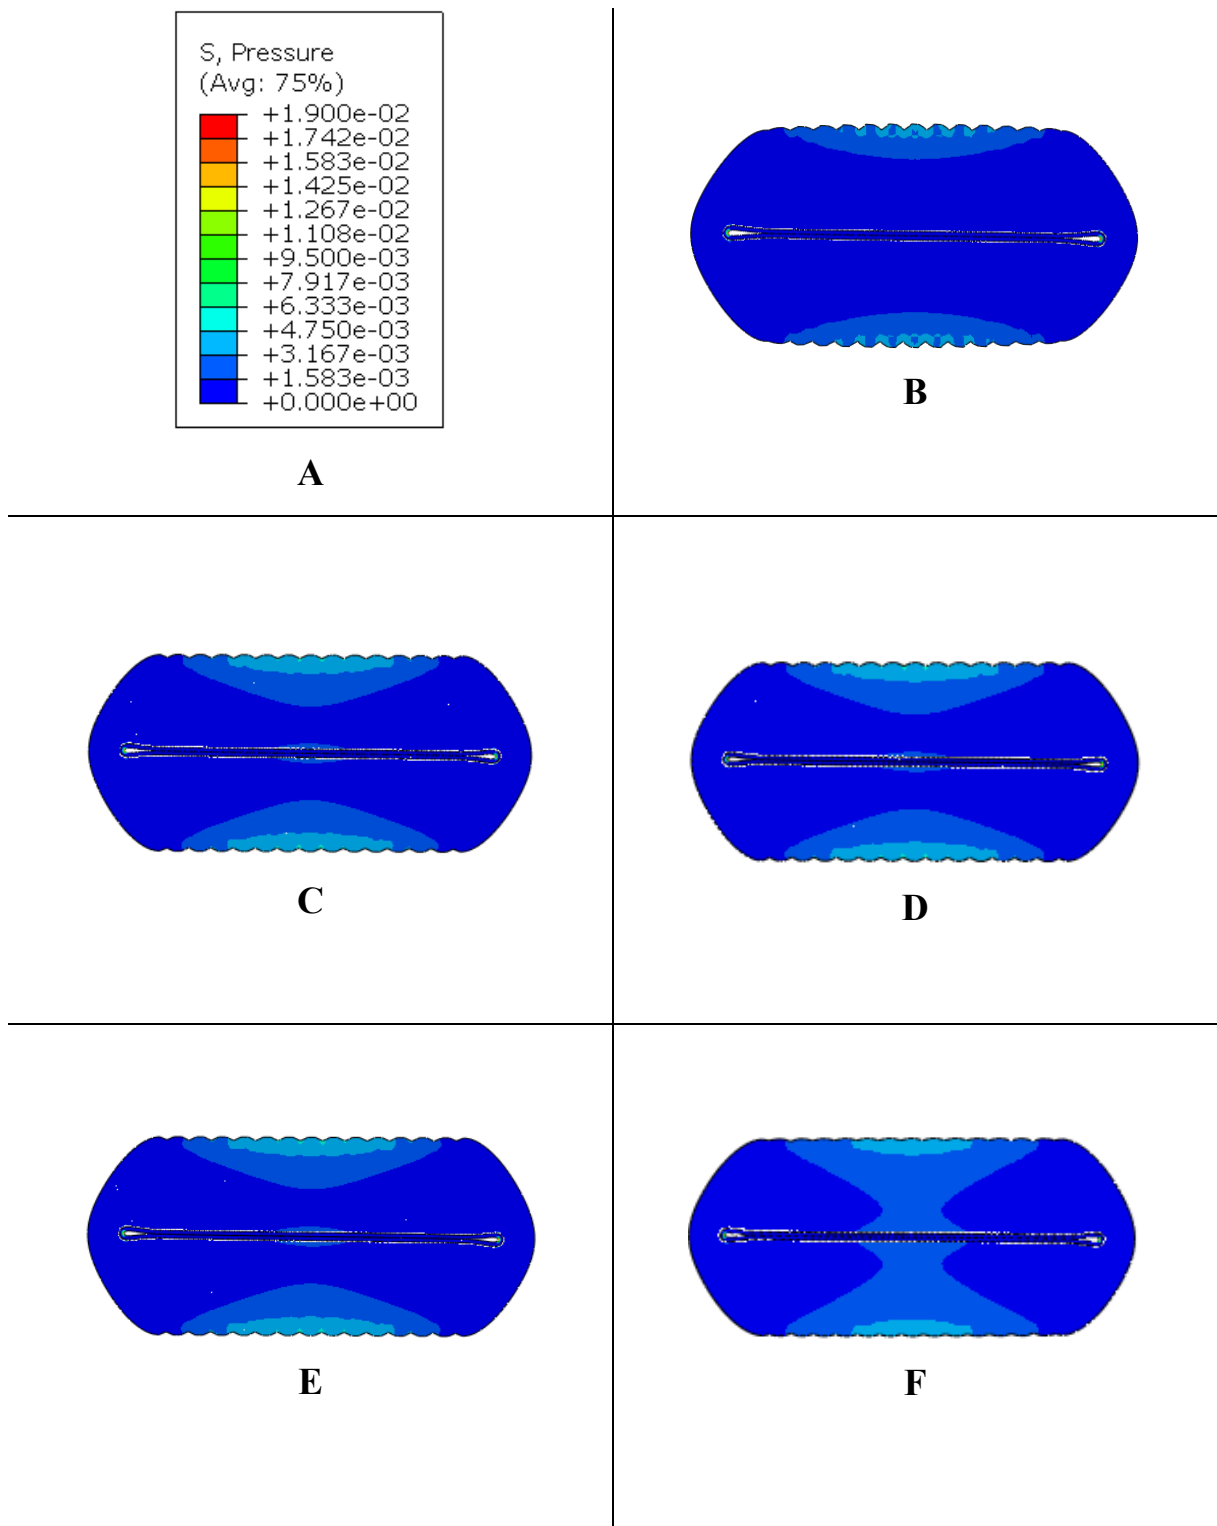 S, Pressure
(Avg: 75%)
+1.900e-02
+1.742e-02
+1.583e-02
+1.425e-02
+1.267e-02
+1.108e-02
+9.500e-03
+7.917e-03
+6.333e-03
+4.750e-03
+3.167e-03
+1.583e-03
+0.000e+00
A
B
C
D
E
F